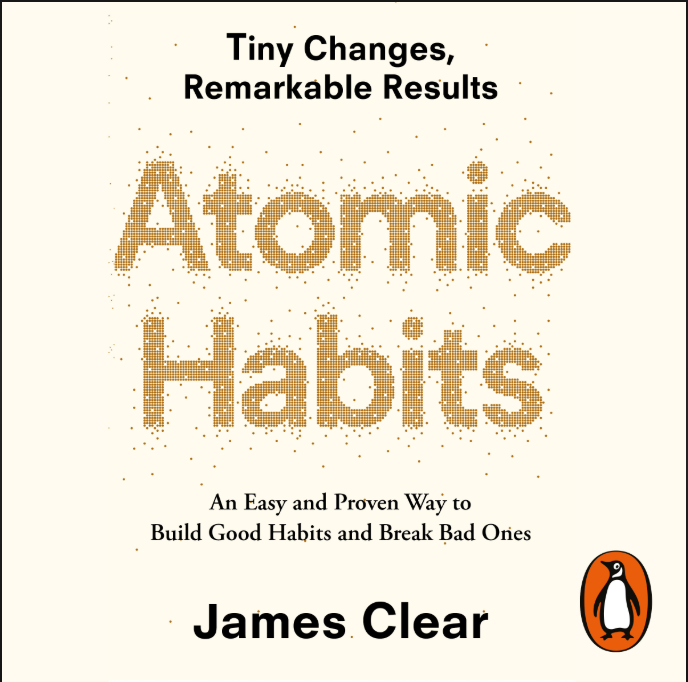 Tiny Changes,
Remarkable Results
Atomic
Habits
An Easy and Proven Way to
Build Good Habits and Break Bad Ones
James Clear